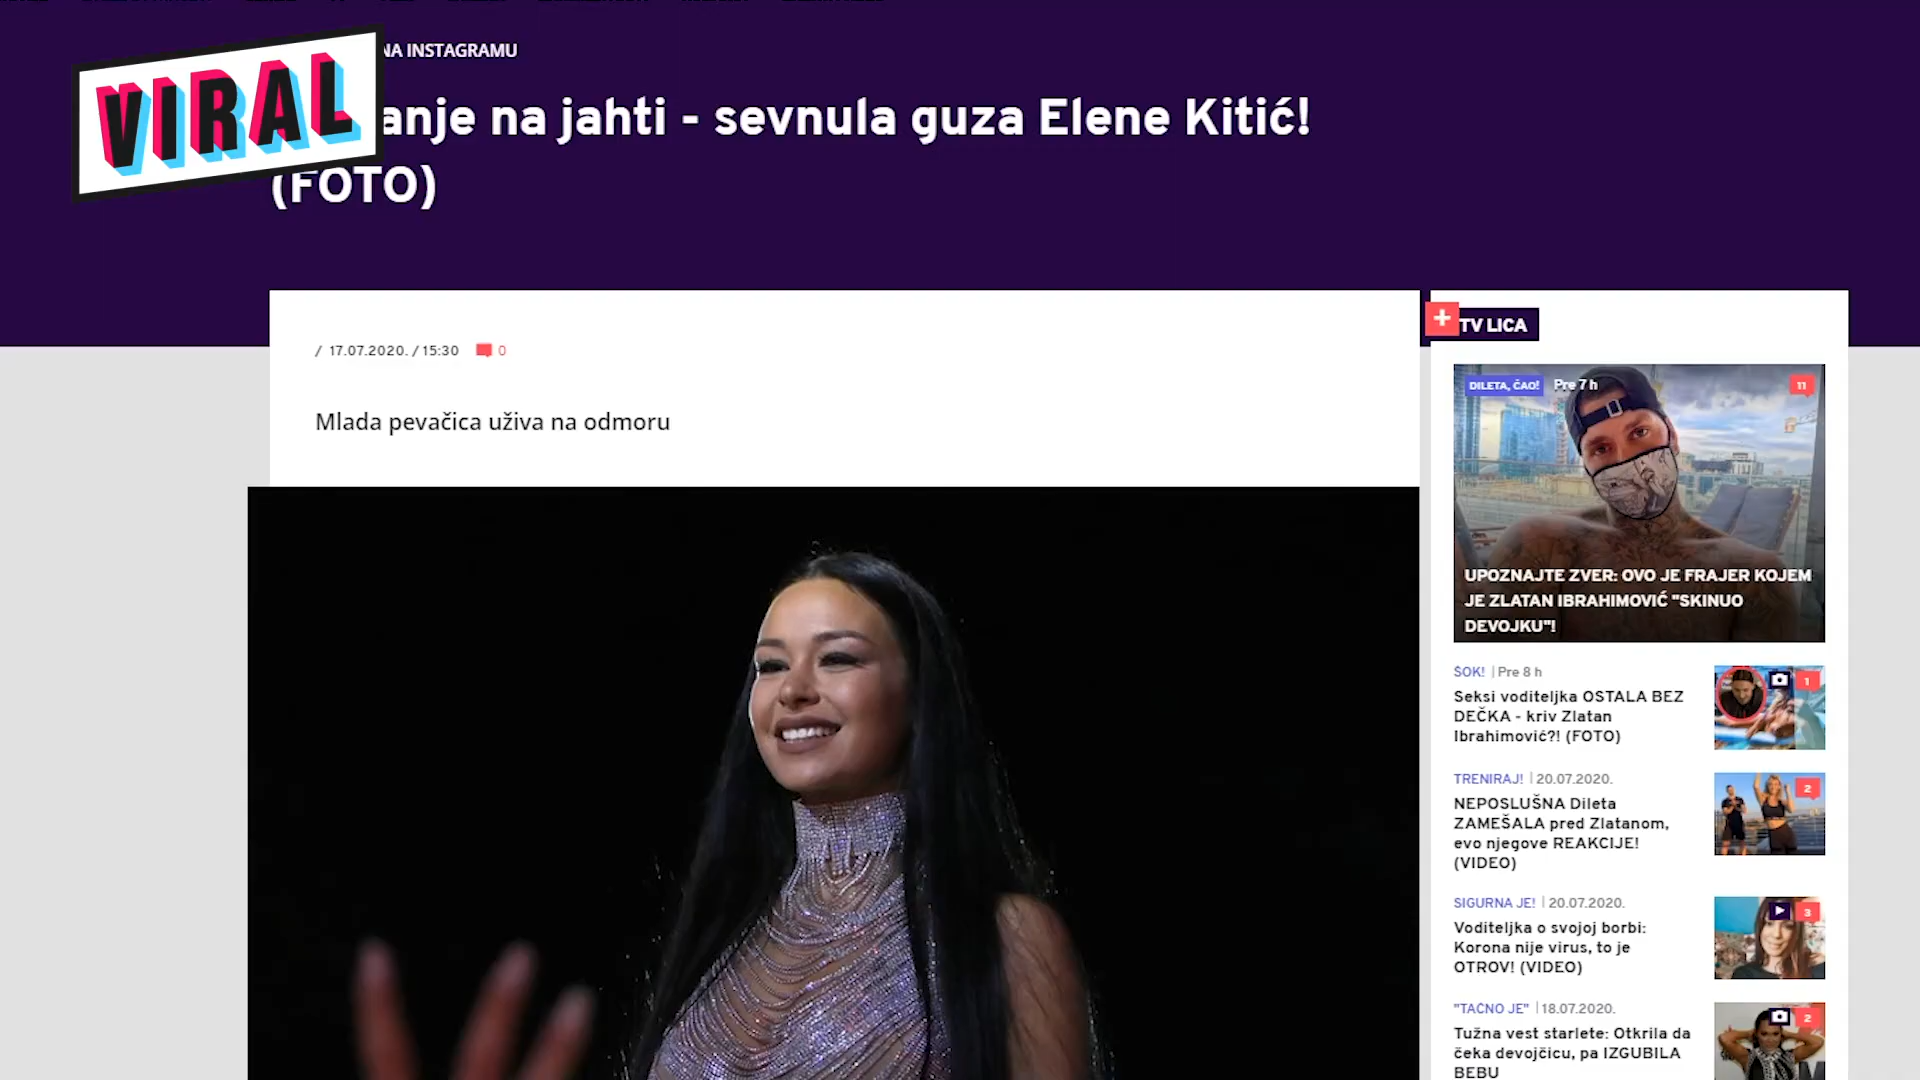 VIRAL
NA INSTAGRAMU
anje na jahti - sevnula guza Elene Kitić!
(FOTO)
/ 17.07.2020. / 15:30 0
Mlada pevačica uživa na odmoru
+ TV LICA
DILETA, ČAO! Pre 7 h 11
UPOZNAJTE ZVER: OVO JE FRAJER KOJEM
JE ZLATAN IBRAHIMOVIĆ "SKINUO
DEVOJKU"!
ŠOK! | Pre 8 h
1
Seksi voditeljka OSTALA BEZ
DEČKA - kriv Zlatan
Ibrahimović?! (FOTO)
TRENIRAJ! | 20.07.2020.
2
NEPOSLUŠNA Dileta
ZAMEŠALA pred Zlatanom,
evo njegove REAKCIJE!
(VIDEO)
SIGURNA JE! | 20.07.2020.
3
Voditeljka o svojoj borbi:
Korona nije virus, to je
OTROV! (VIDEO)
"TAČNO JE" | 18.07.2020.
2
Tužna vest starlete: Otkrila da
čeka devojčicu, pa IZGUBILA
BEBU